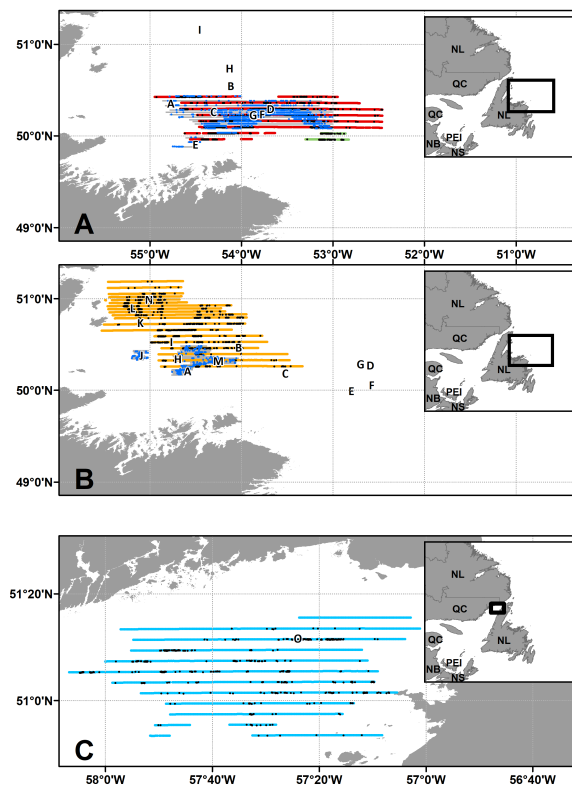 51°0'N
50°0'N
49°0'N
I
H
B
A
C
D
G
F
E
A
NL
QC
QC
NL
PEI
NB
NS
55°0'W 54°0'W 53°0'W 52°0'W 51°0'W
51°0'N
50°0'N
49°0'N
N
L
K
I
B
J
H
M
G
D
A
C
F
E
B
NL
QC
QC
NL
PEI
NB
NS
51°20'N
51°0'N
O
C
NL
QC
QC
NL
PEI
NB
NS
58°0'W 57°40'W 57°20'W 57°0'W 56°40'W